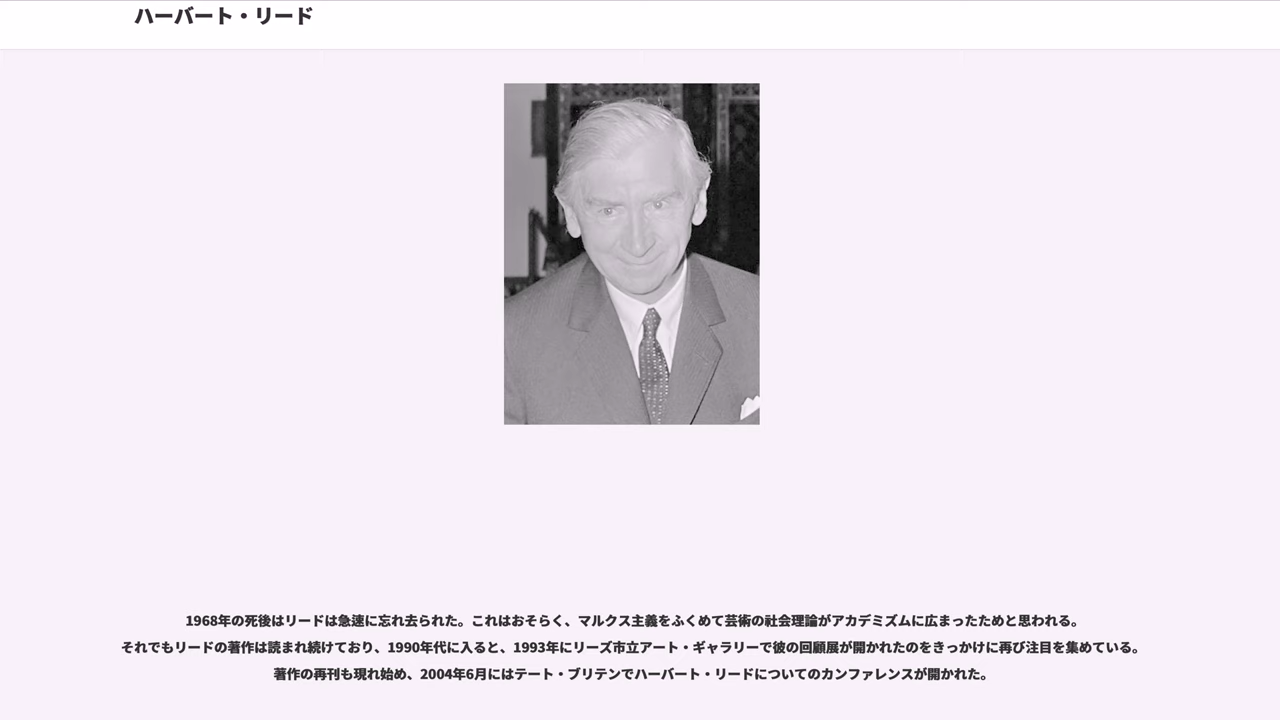 ハーバート・リード
1968年の死後はリードは急速に忘れ去られた。これはおそらく、マルクス主義をふくめて芸術の社会理論がアカデミズムに広まったためと思われる。
それでもリードの著作は読まれ続けており、1990年代に入ると、1993年にリーズ市立アート・ギャラリーで彼の回顧展が開かれたのをきっかけに再び注目を集めている。
著作の再刊も現れ始め、2004年6月にはテート・ブリテンでハーバート・リードについてのカンファレンスが開かれた。